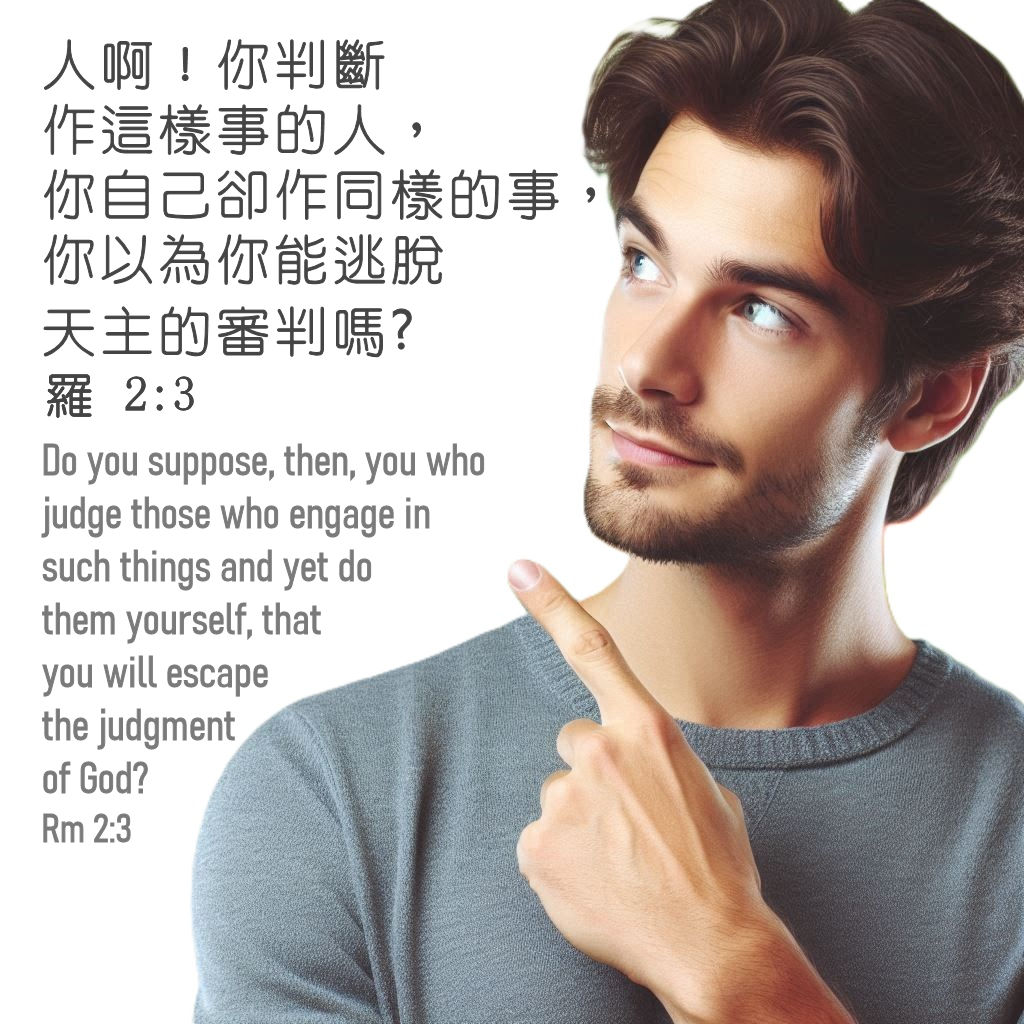 人啊！你判斷
作這樣事的人，
你自己卻作同樣的事，
你以為你能逃脫
天主的審判嗎?
羅 2:3
Do you suppose, then, you who
judge those who engage in
such things and yet do
them yourself, that
you will escape
the judgment
of God?
Rm 2:3